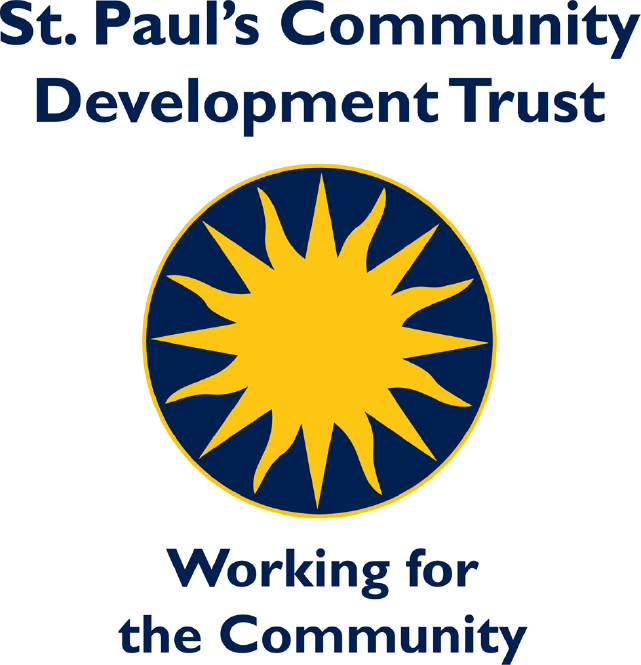 St. Paul’s Community
Development Trust
Working for
the Community